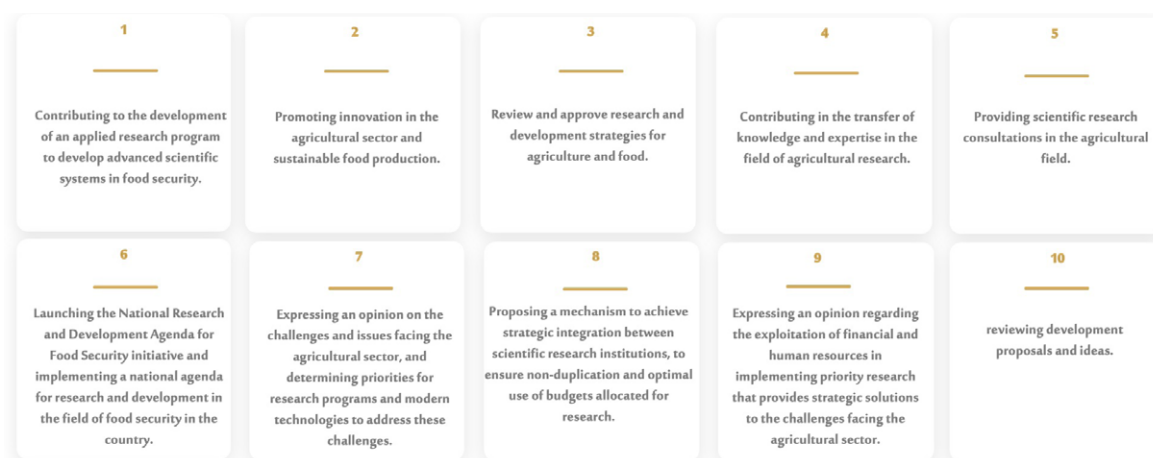 1
Contributing to the development
of an applied research program
to develop advanced scientific
systems in food security.
2
Promoting innovation in the
agricultural sector and
sustainable food production.
3
Review and approve research and
development strategies for
agriculture and food.
4
Contributing in the transfer of
knowledge and expertise in the
field of agricultural research.
5
Providing scientific research
consultations in the agricultural
field.
6
Launching the National Research
and Development Agenda for
Food Security initiative and
implementing a national agenda
for research and development in
the field of food security in the
country.
7
Expressing an opinion on the
challenges and issues facing the
agricultural sector, and
determining priorities for
research programs and modern
technologies to address these
challenges.
8
Proposing a mechanism to achieve
strategic integration between
scientific research institutions, to
ensure non-duplication and optimal
use of budgets allocated for
research.
9
Expressing an opinion regarding
the exploitation of financial and
human resources in
implementing priority research
that provides strategic solutions
to the challenges facing the
agricultural sector.
10
reviewing development
proposals and ideas.